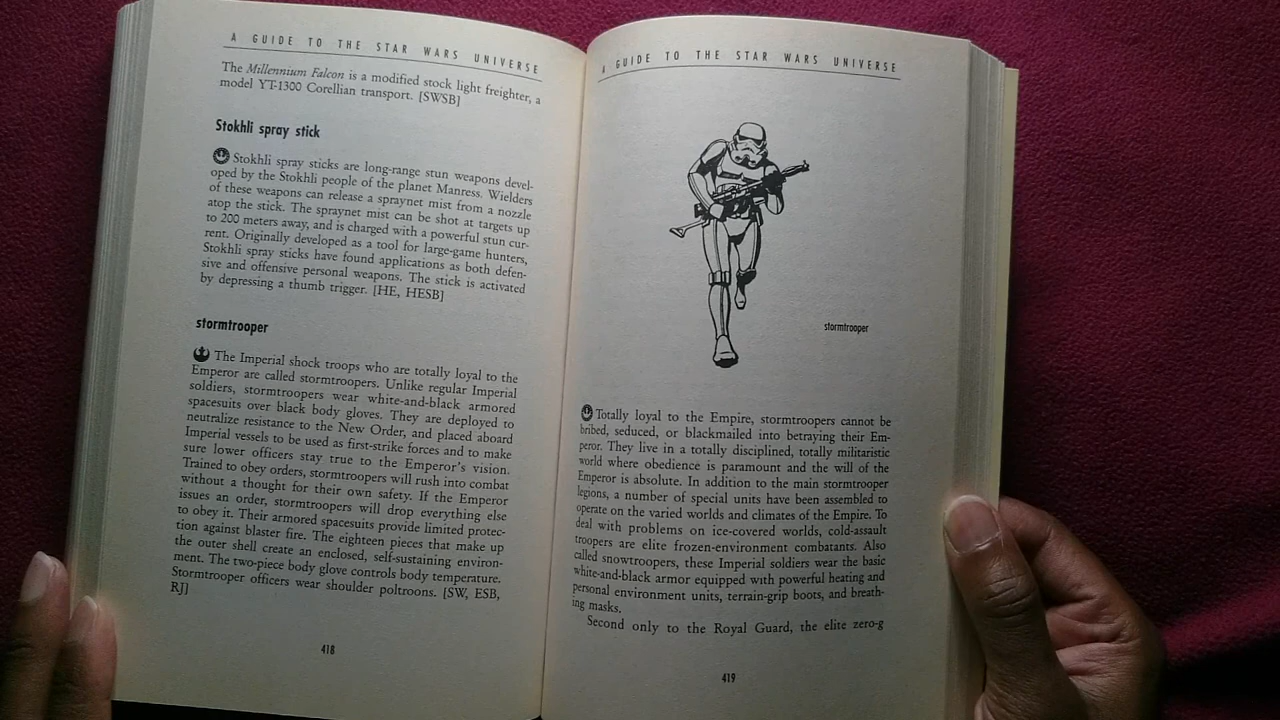 A GUIDE TO THE STAR WARS UNIVERSE
The Millennium Falcon is a modified stock light freighter, a
model YT-1300 Corellian transport. [SWSB]
Stokhli spray stick
Stokhli spray sticks are long-range stun weapons devel-
oped by the Stokhli people of the planet Manress. Wielders
of these weapons can release a spraynet mist from a nozzle
atop the stick. The spraynet mist can be shot at targets up
to 200 meters away, and is charged with a powerful stun cur-
rent. Originally developed as a tool for large-game hunters,
Stokhli spray sticks have found applications as both defen-
sive and offensive personal weapons. The stick is activated
by depressing a thumb trigger. [HE, HESB]
stormtrooper
The Imperial shock troops who are totally loyal to the
Emperor are called stormtroopers. Unlike regular Imperial
soldiers, stormtroopers wear white-and-black armored
spacesuits over black body gloves. They are deployed to
neutralize resistance to the New Order, and placed aboard
Imperial vessels to be used as first-strike forces and to make
sure lower officers stay true to the Emperor's vision.
Trained to obey orders, stormtroopers will rush into combat
without a thought for their own safety. If the Emperor
issues an order, stormtroopers will drop everything else
to obey it. Their armored spacesuits provide limited protec-
tion against blaster fire. The eighteen pieces that make up
the outer shell create an enclosed, self-sustaining environ-
ment. The two-piece body glove controls body temperature.
Stormtrooper officers wear shoulder poltroons. [SW, ESB,
RJ]
418
A GUIDE TO THE STAR WARS UNIVERSE
stormtrooper
Totally loyal to the Empire, stormtroopers cannot be
bribed, seduced, or blackmailed into betraying their Em-
peror. They live in a totally disciplined, totally militaristic
world where obedience is paramount and the will of the
Emperor is absolute. In addition to the main stormtrooper
legions, a number of special units have been assembled to
operate on the varied worlds and climates of the Empire. To
deal with problems on ice-covered worlds, cold-assault
troopers are elite frozen-environment combatants. Also
called snowtroopers, these Imperial soldiers wear the basic
white-and-black armor equipped with powerful heating and
personal environment units, terrain-grip boots, and breath-
ing masks.
Second only to the Royal Guard, the elite zero-g
419